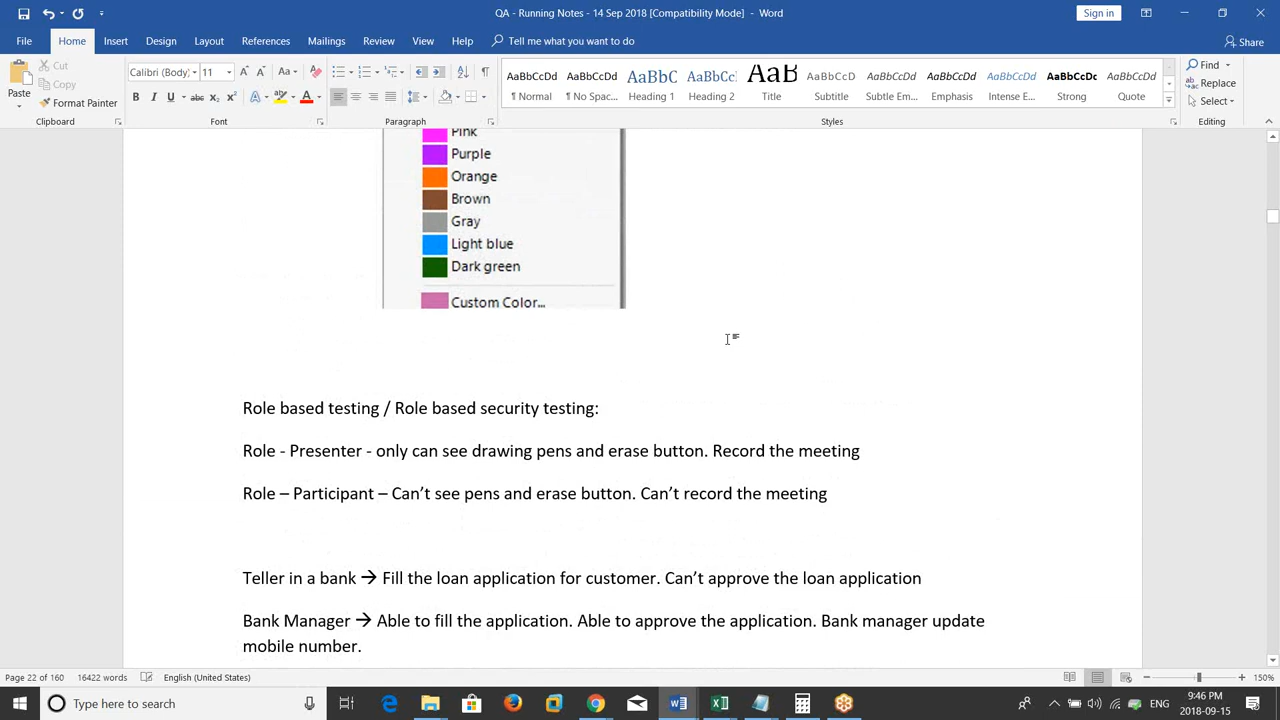 QA - Running Notes - 14 Sep 2018 [Compatibility Mode] - Word
Sign in
File Home Insert Design Layout References Mailings Review View Help Tell me what you want to do
Share
Paste
Cut
Copy
Format Painter
Clipboard
Calibri (Body) 11
Font
Paragraph
AaBbCcDd AaBbCcDd AaBbC AaBbCc AaB AaBbCcD AaBbCcDd AaBbCcDd AaBbCcDd AaBbCcDc AaBbCcDd
¶ Normal ¶ No Spac... Heading 1 Heading 2 Title Subtitle Subtle Em... Emphasis Intense E... Strong Quote
Styles
Find
Replace
Select
Editing
Pink
Purple
Orange
Brown
Gray
Light blue
Dark green
Custom Color...
Role based testing / Role based security testing:
Role - Presenter - only can see drawing pens and erase button. Record the meeting
Role – Participant – Can’t see pens and erase button. Can’t record the meeting
Teller in a bank → Fill the loan application for customer. Can’t approve the loan application
Bank Manager → Able to fill the application. Able to approve the application. Bank manager update
mobile number.
Page 22 of 160 16422 words English (United States)
150%
Type here to search
ENG
9:46 PM
2018-09-15